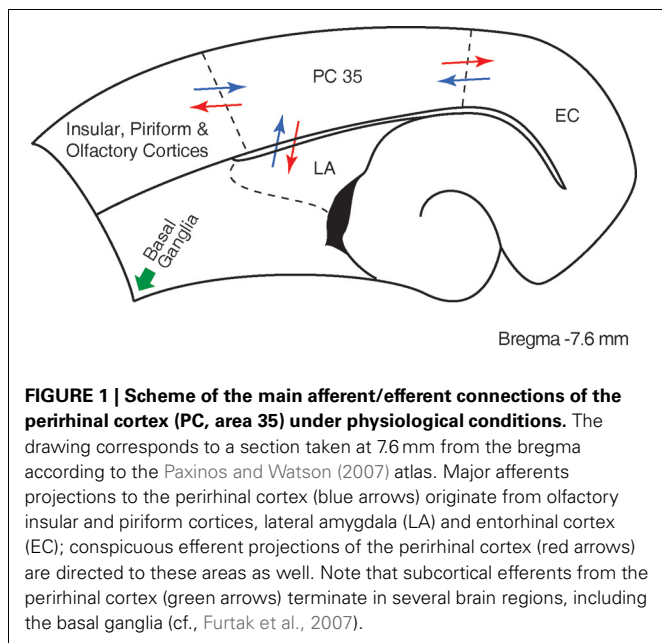 PC 35
EC
Insular, Piriform &
Olfactory Cortices
LA
Basal
Ganglia
Bregma -7.6 mm
FIGURE 1 | Scheme of the main afferent/efferent connections of the
perirhinal cortex (PC, area 35) under physiological conditions. The
drawing corresponds to a section taken at 7.6 mm from the bregma
according to the Paxinos and Watson (2007) atlas. Major afferents
projections to the perirhinal cortex (blue arrows) originate from olfactory
insular and piriform cortices, lateral amygdala (LA) and entorhinal cortex
(EC); conspicuous efferent projections of the perirhinal cortex (red arrows)
are directed to these areas as well. Note that subcortical efferents from the
perirhinal cortex (green arrows) terminate in several brain regions, including
the basal ganglia (cf., Furtak et al., 2007).